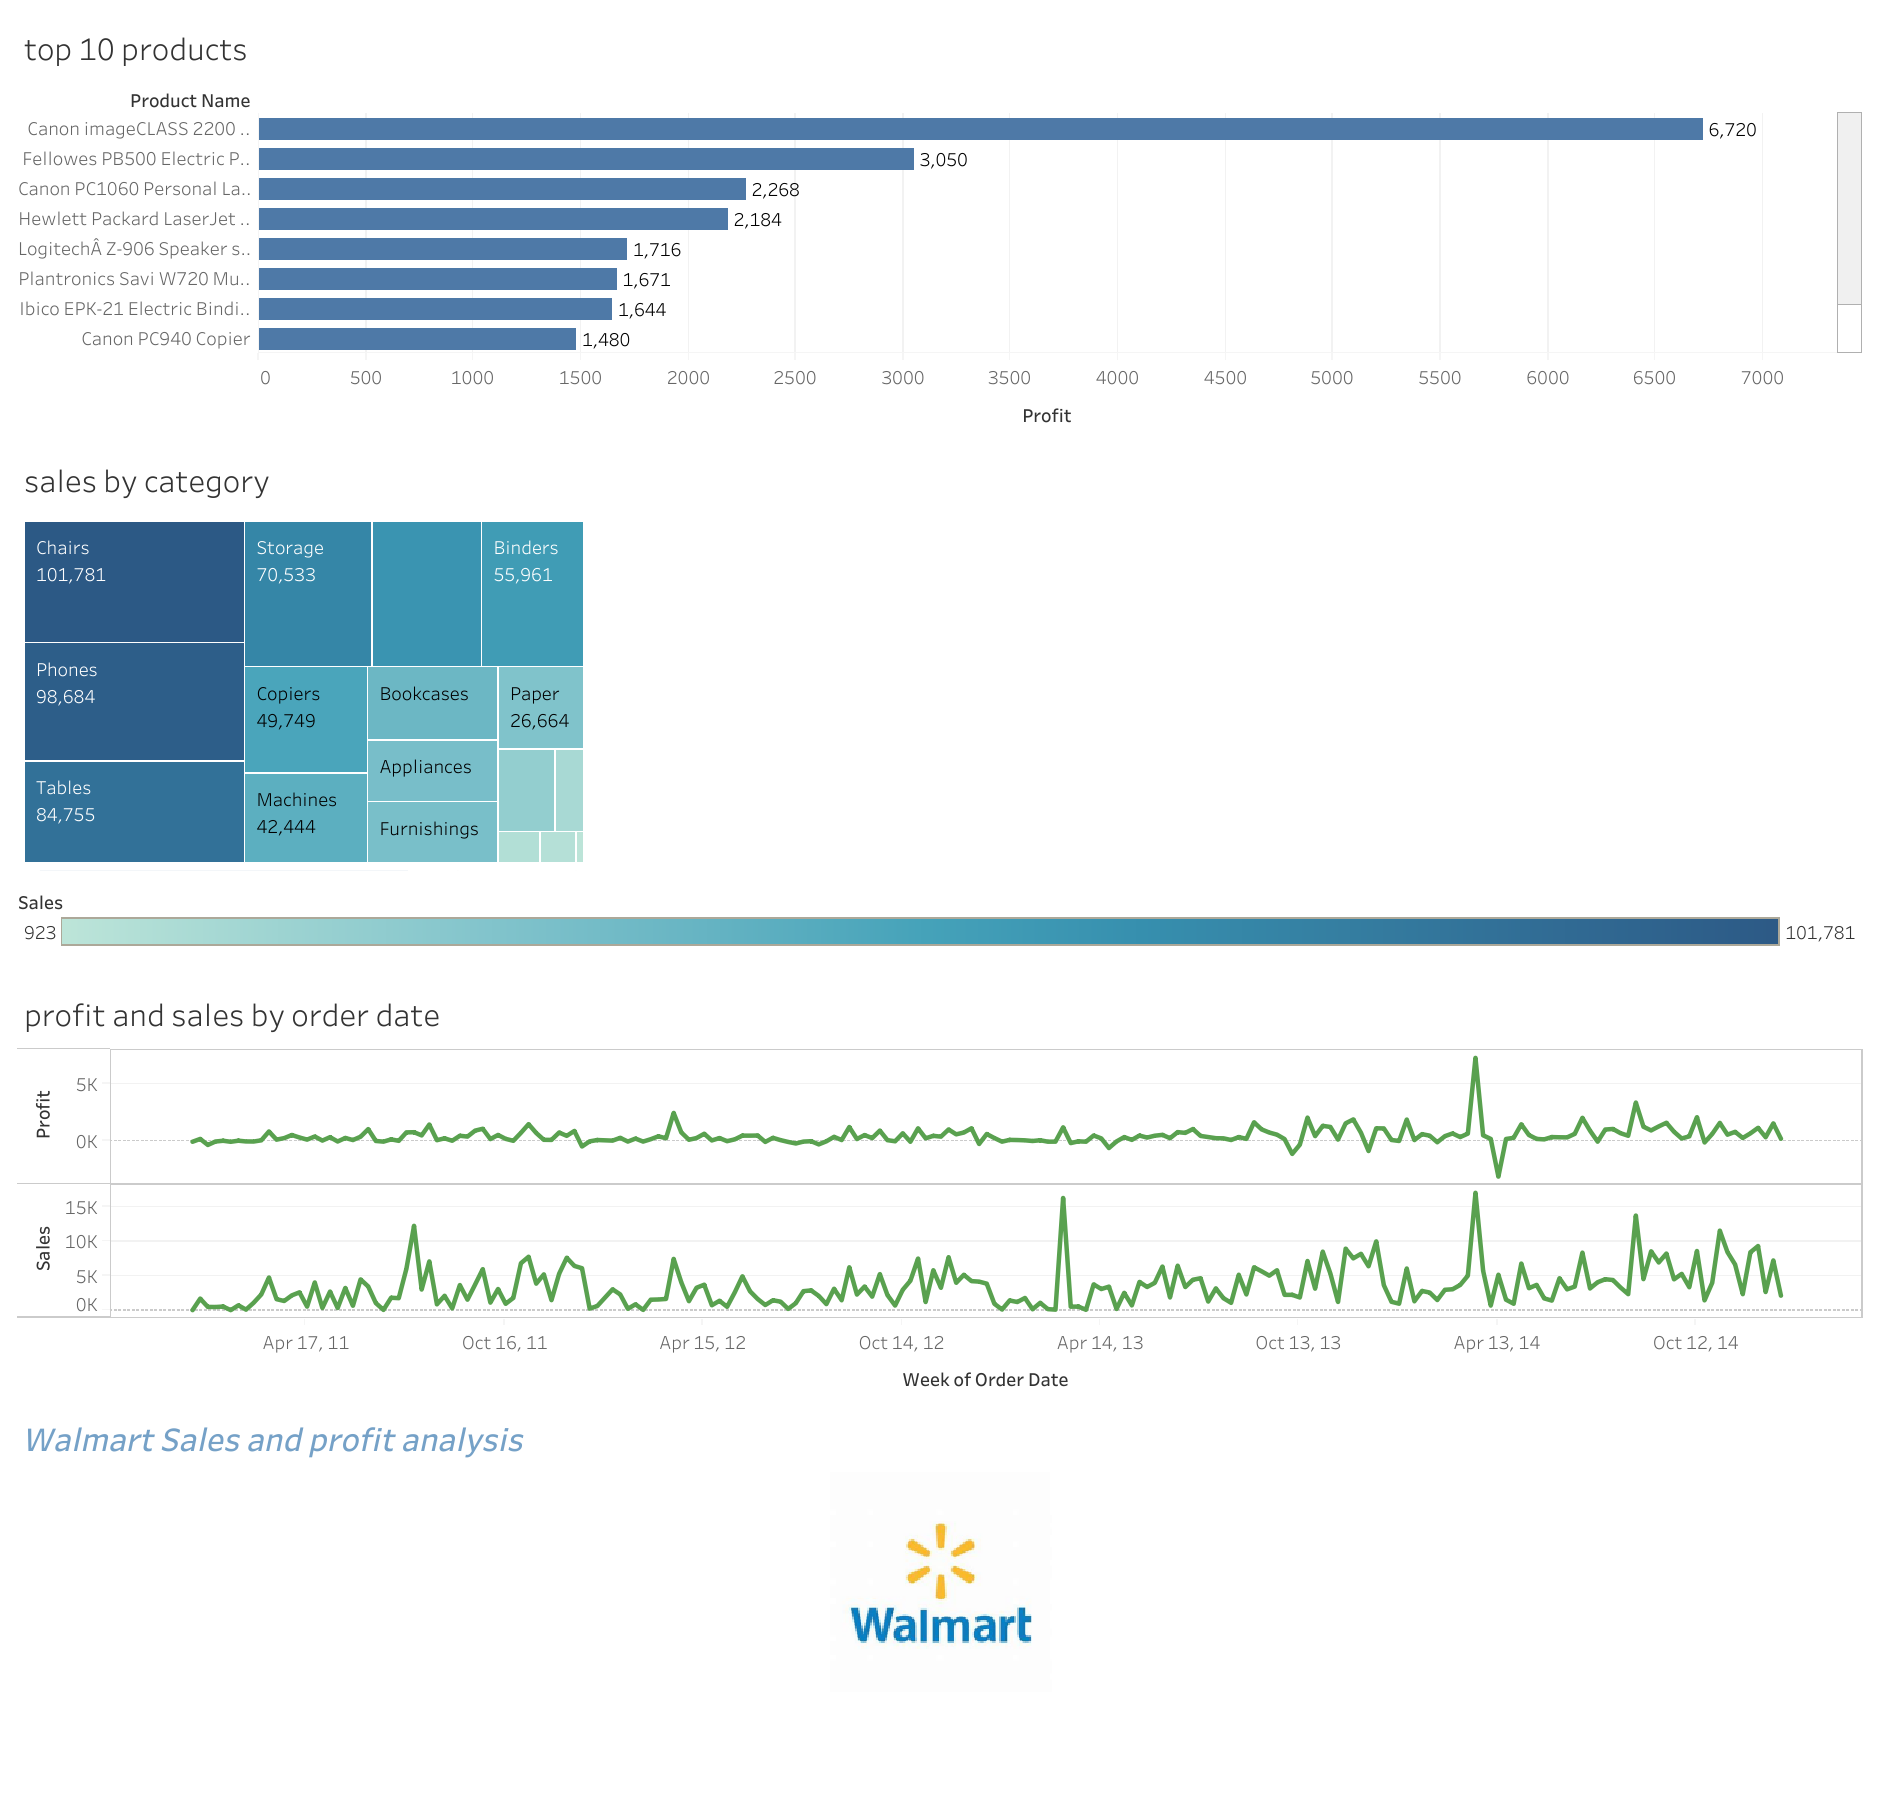 top 10 products
Product Name
Canon imageCLASS 2200 .. 6,720
Fellowes PB500 Electric P.. 3,050
Canon PC1060 Personal La.. 2,268
Hewlett Packard LaserJet .. 2,184
LogitechÂ Z-906 Speaker s.. 1,716
Plantronics Savi W720 Mu.. 1,671
Ibico EPK-21 Electric Bindi.. 1,644
Canon PC940 Copier 1,480
0 500 1000 1500 2000 2500 3000 3500 4000 4500 5000 5500 6000 6500 7000
Profit
sales by category
Chairs
101,781
Phones
98,684
Tables
84,755
Storage
70,533
Binders
55,961
Copiers
49,749
Machines
42,444
Bookcases
Appliances
Furnishings
Paper
26,664
Sales
923 101,781
profit and sales by order date
Profit
5K
0K
Sales
15K
10K
5K
0K
Apr 17, 11 Oct 16, 11 Apr 15, 12 Oct 14, 12 Apr 14, 13 Oct 13, 13 Apr 13, 14 Oct 12, 14
Week of Order Date
Walmart Sales and profit analysis
Walmart